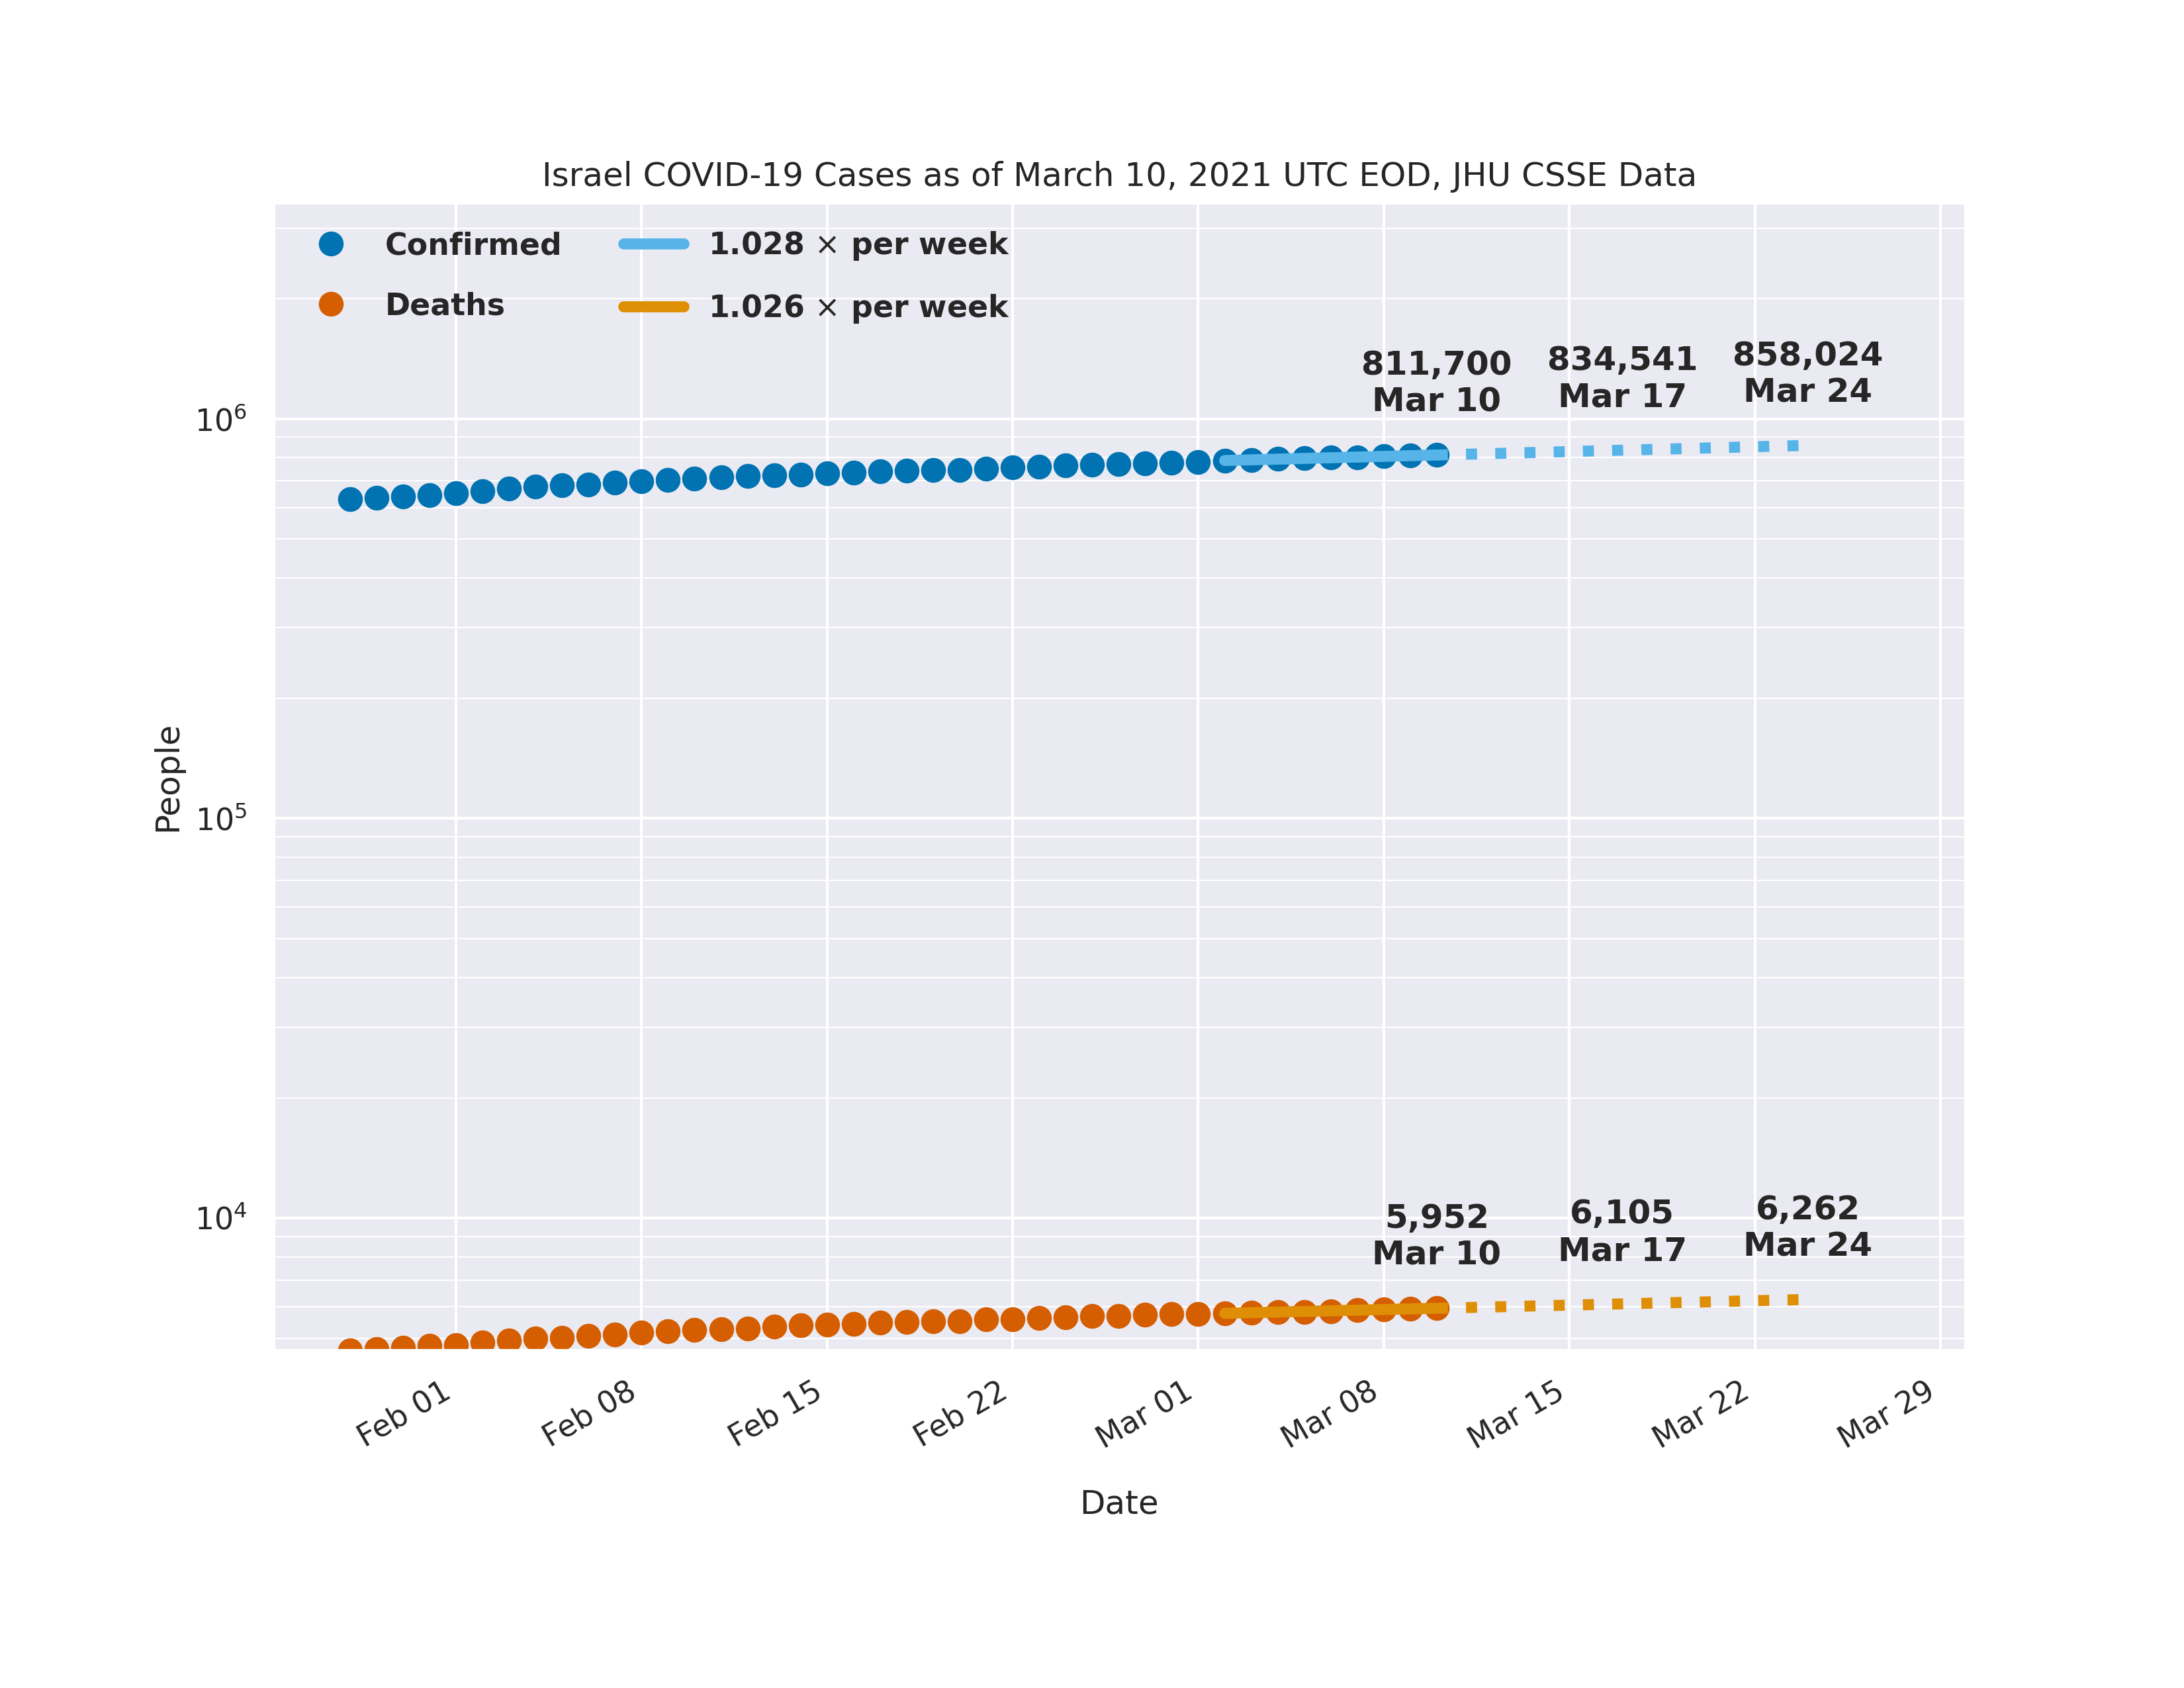 Israel COVID-19 Cases as of March 10, 2021 UTC EOD, JHU CSSE Data
Confirmed
Deaths
1.028 × per week
1.026 × per week
811,700
Mar 10
834,541
Mar 17
858,024
Mar 24
10⁶
10⁵
10⁴
People
5,952
Mar 10
6,105
Mar 17
6,262
Mar 24
Feb 01
Feb 08
Feb 15
Feb 22
Mar 01
Mar 08
Mar 15
Mar 22
Mar 29
Date